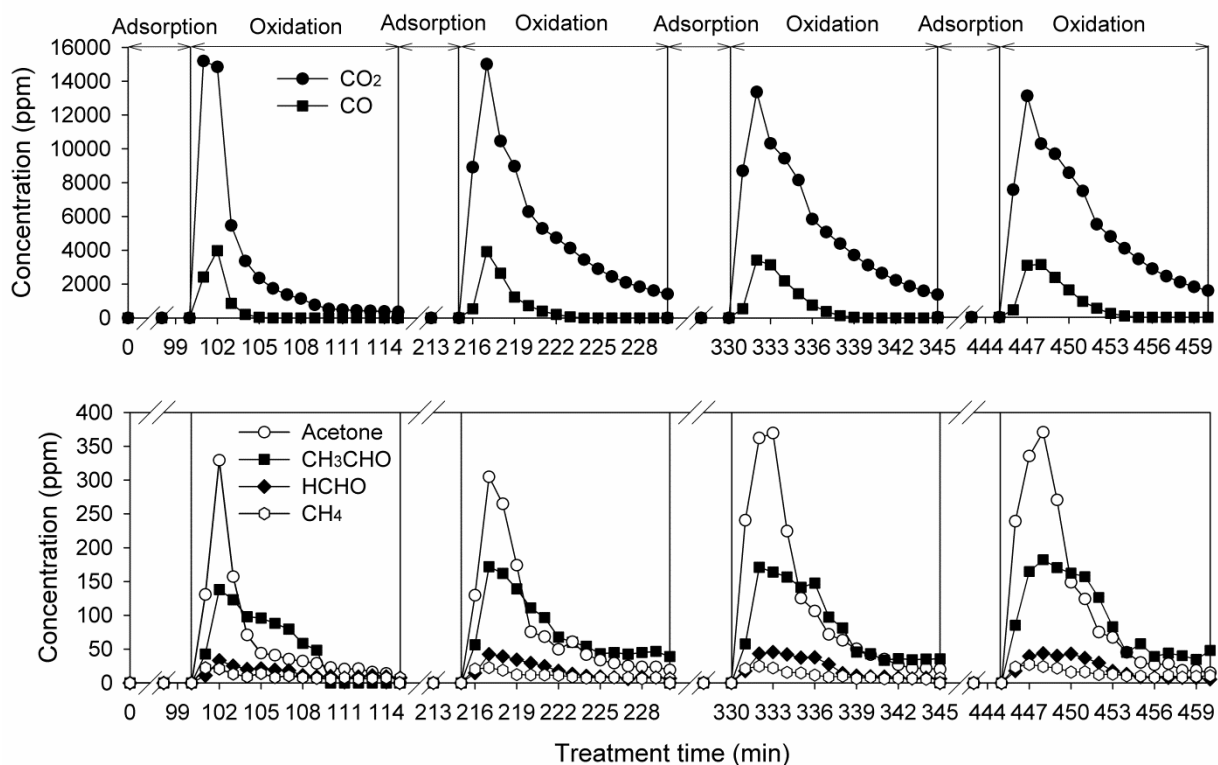 Adsorption Oxidation Adsorption Oxidation Adsorption Oxidation Adsorption Oxidation
Concentration (ppm)
16000
14000
12000
10000
8000
6000
4000
2000
0
CO₂
CO
0 99 102 105 108 111 114 213 216 219 222 225 228 330 333 336 339 342 345 444 447 450 453 456 459
Concentration (ppm)
400
350
300
250
200
150
100
50
0
Acetone
CH₃CHO
HCHO
CH₄
0 99 102 105 108 111 114 213 216 219 222 225 228 330 333 336 339 342 345 444 447 450 453 456 459
Treatment time (min)